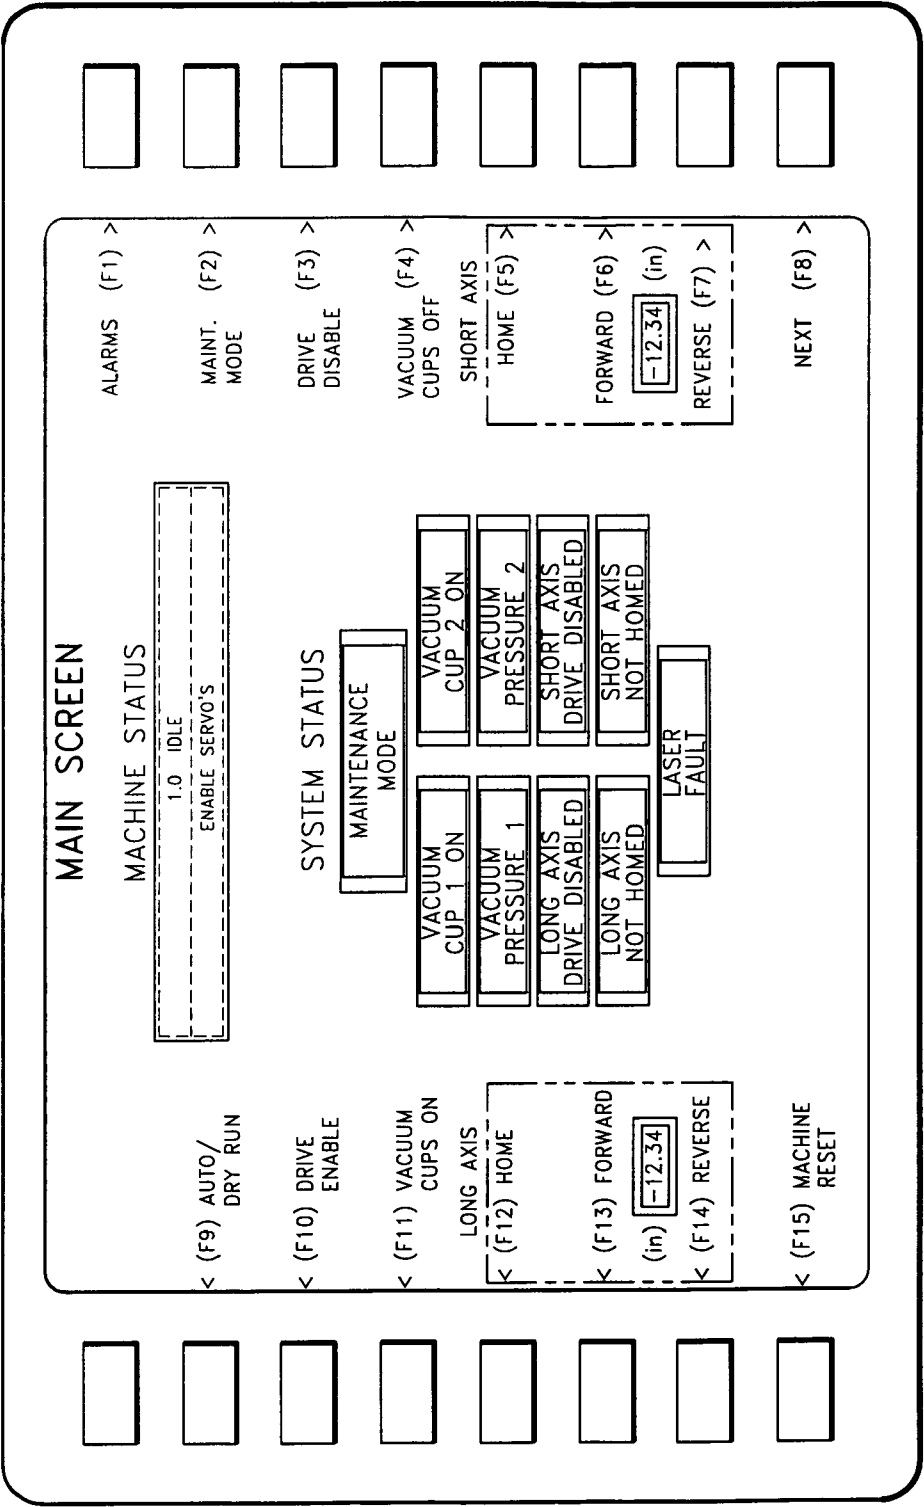 MAIN SCREEN
MACHINE STATUS
1.0 IDLE
ENABLE SERVO'S
SYSTEM STATUS
MAINTENANCE
MODE
VACUUM
CUP 1 ON
VACUUM
CUP 2 ON
VACUUM
PRESSURE 1
VACUUM
PRESSURE 2
LONG AXIS
DRIVE DISABLED
SHORT AXIS
DRIVE DISABLED
LONG AXIS
NOT HOMED
SHORT AXIS
NOT HOMED
LASER
FAULT
< (F9) AUTO/
DRY RUN
< (F10) DRIVE
ENABLE
< (F11) VACUUM
CUPS ON
LONG AXIS
< (F12) HOME
< (F13) FORWARD
(in) -12.34
< (F14) REVERSE
< (F15) MACHINE
RESET
ALARMS (F1) >
MAINT. (F2) >
MODE
DRIVE (F3) >
DISABLE
VACUUM (F4) >
CUPS OFF
SHORT AXIS
HOME (F5) >
FORWARD (F6) >
-12.34 (in)
REVERSE (F7) >
NEXT (F8) >